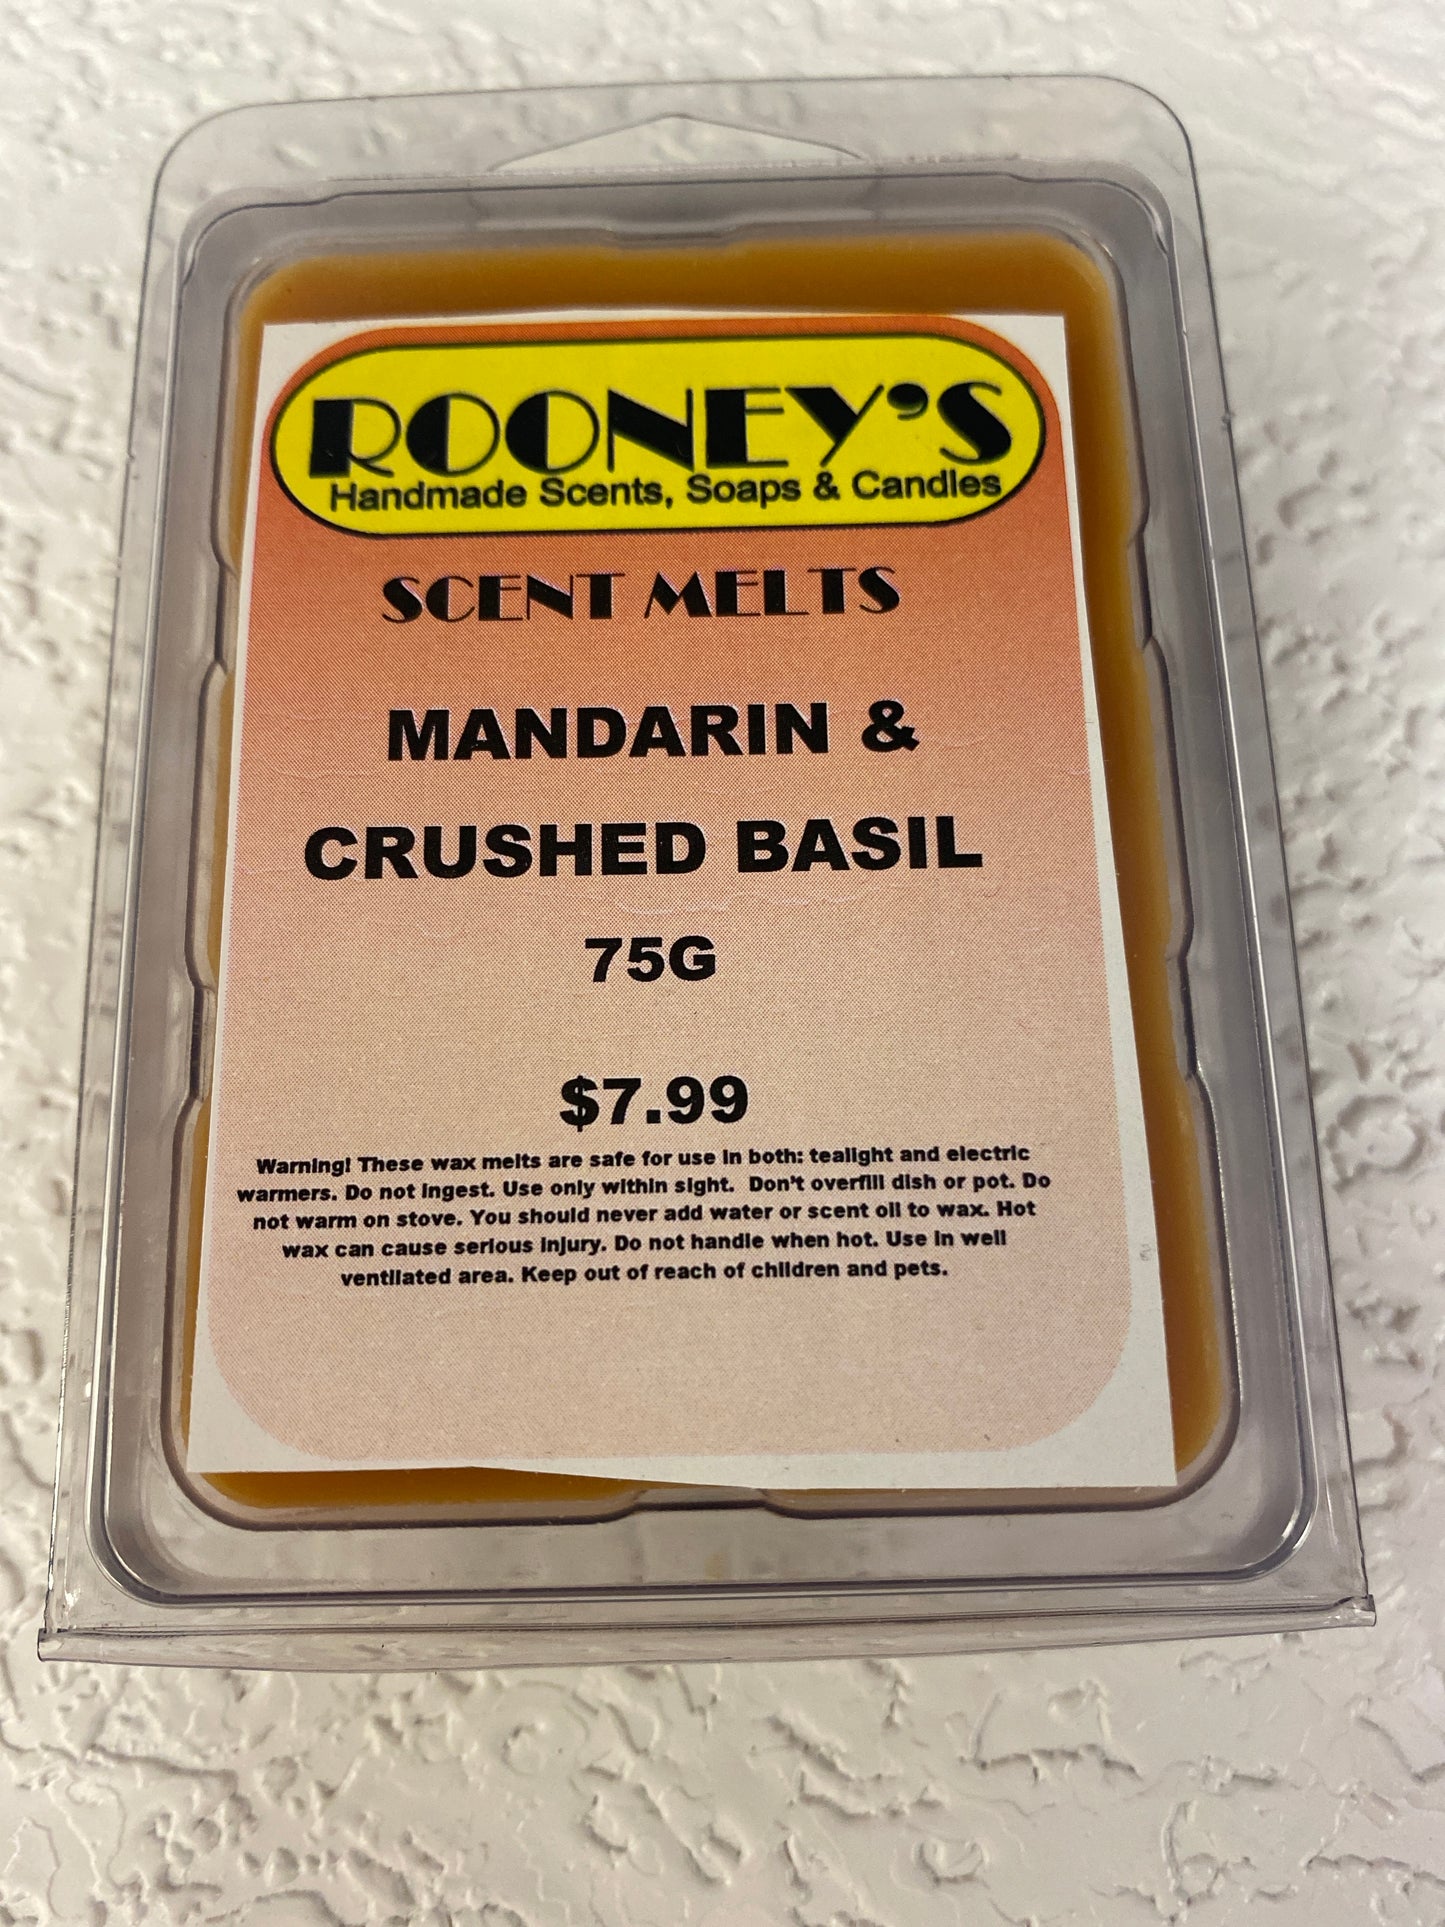 ROONEY'S
Handmade Scents, Soaps & Candles
SCENT MELTS
MANDARIN &
CRUSHED BASIL
75G
$7.99
Warning! These wax melts are safe for use in both: tealight and electric
warmers. Do not ingest. Use only within sight. Don't overfill dish or pot. Do
not warm on stove. You should never add water or scent oil to wax. Hot
wax can cause serious injury. Do not handle when hot. Use in well
ventilated area. Keep out of reach of children and pets.